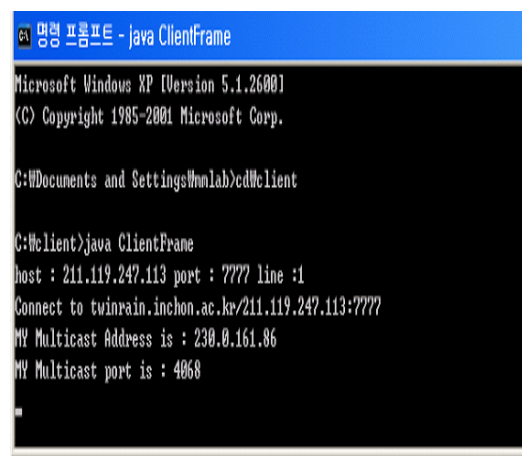 명령 프롬프트 - java ClientFrame
Microsoft Windows XP [Version 5.1.2600]
(C) Copyright 1985-2001 Microsoft Corp.
C:₩Documents and Settings₩mmlab>cd₩client
C:₩client>java ClientFrame
host : 211.119.247.113 port : 7777 line :1
Connect to twinrain.inchon.ac.kr/211.119.247.113:7777
MY Multicast Address is : 230.0.161.86
MY Multicast port is : 4068